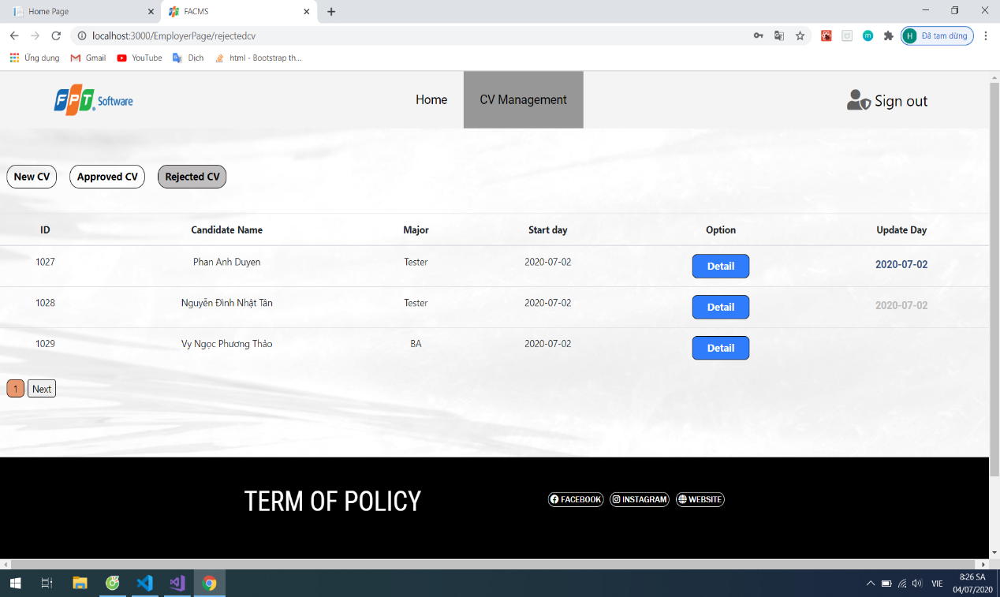 Home Page
FACMS
localhost:3000/EmployerPage/rejectedcv
H Đã tạm dừng
Ứng dụng Gmail YouTube Dịch html - Bootstrap th...
FPT Software
Home
CV Management
Sign out
New CV Approved CV Rejected CV
ID Candidate Name Major Start day Option Update Day
1027 Phan Anh Duyen Tester 2020-07-02 Detail 2020-07-02
1028 Nguyễn Đình Nhật Tân Tester 2020-07-02 Detail 2020-07-02
1029 Vy Ngọc Phương Thảo BA 2020-07-02 Detail
1 Next
TERM OF POLICY
FACEBOOK INSTAGRAM WEBSITE
VIE
8:26 SA
04/07/2020